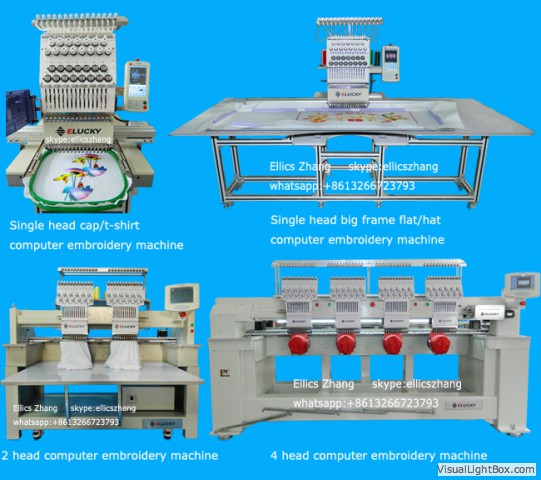 ELUCKY
skype:ellicszhang
Single head cap/t-shirt
computer embroidery machine
ELUCKY
Ellics Zhang skype:ellicszhang
whatsapp:+8613266723793
Single head big frame flat/hat
computer embroidery machine
ELUCKY
ELUCKY
Ellics Zhang skype:ellicszhang
whatsapp:+8613266723793
2 head computer embroidery machine
ELUCKY
Ellics Zhang skype:ellicszhang
whatsapp:+8613266723793
ELUCKY
4 head computer embroidery machine
VisualLightBox.com